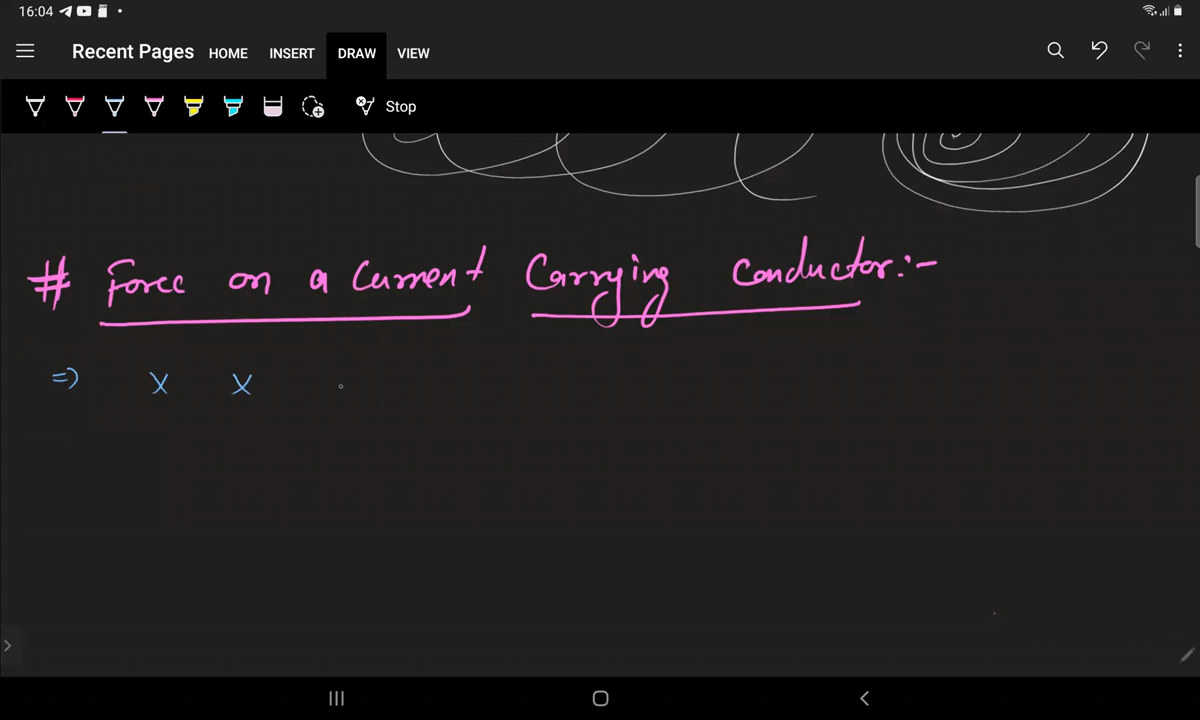 16:04
Recent Pages HOME INSERT DRAW VIEW
Stop
# Force on a Current Carrying Conductor:-
=> X X